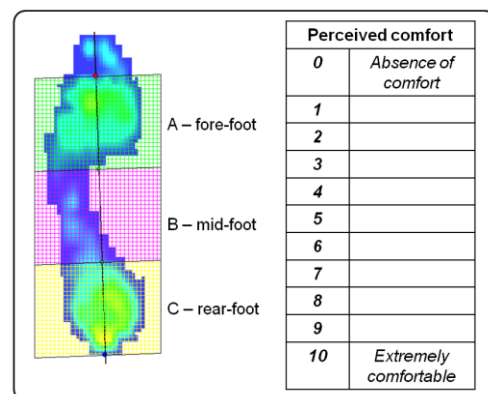 A – fore-foot
B – mid-foot
C – rear-foot
Perceived comfort
0 Absence of
comfort
1
2
3
4
5
6
7
8
9
10 Extremely
comfortable